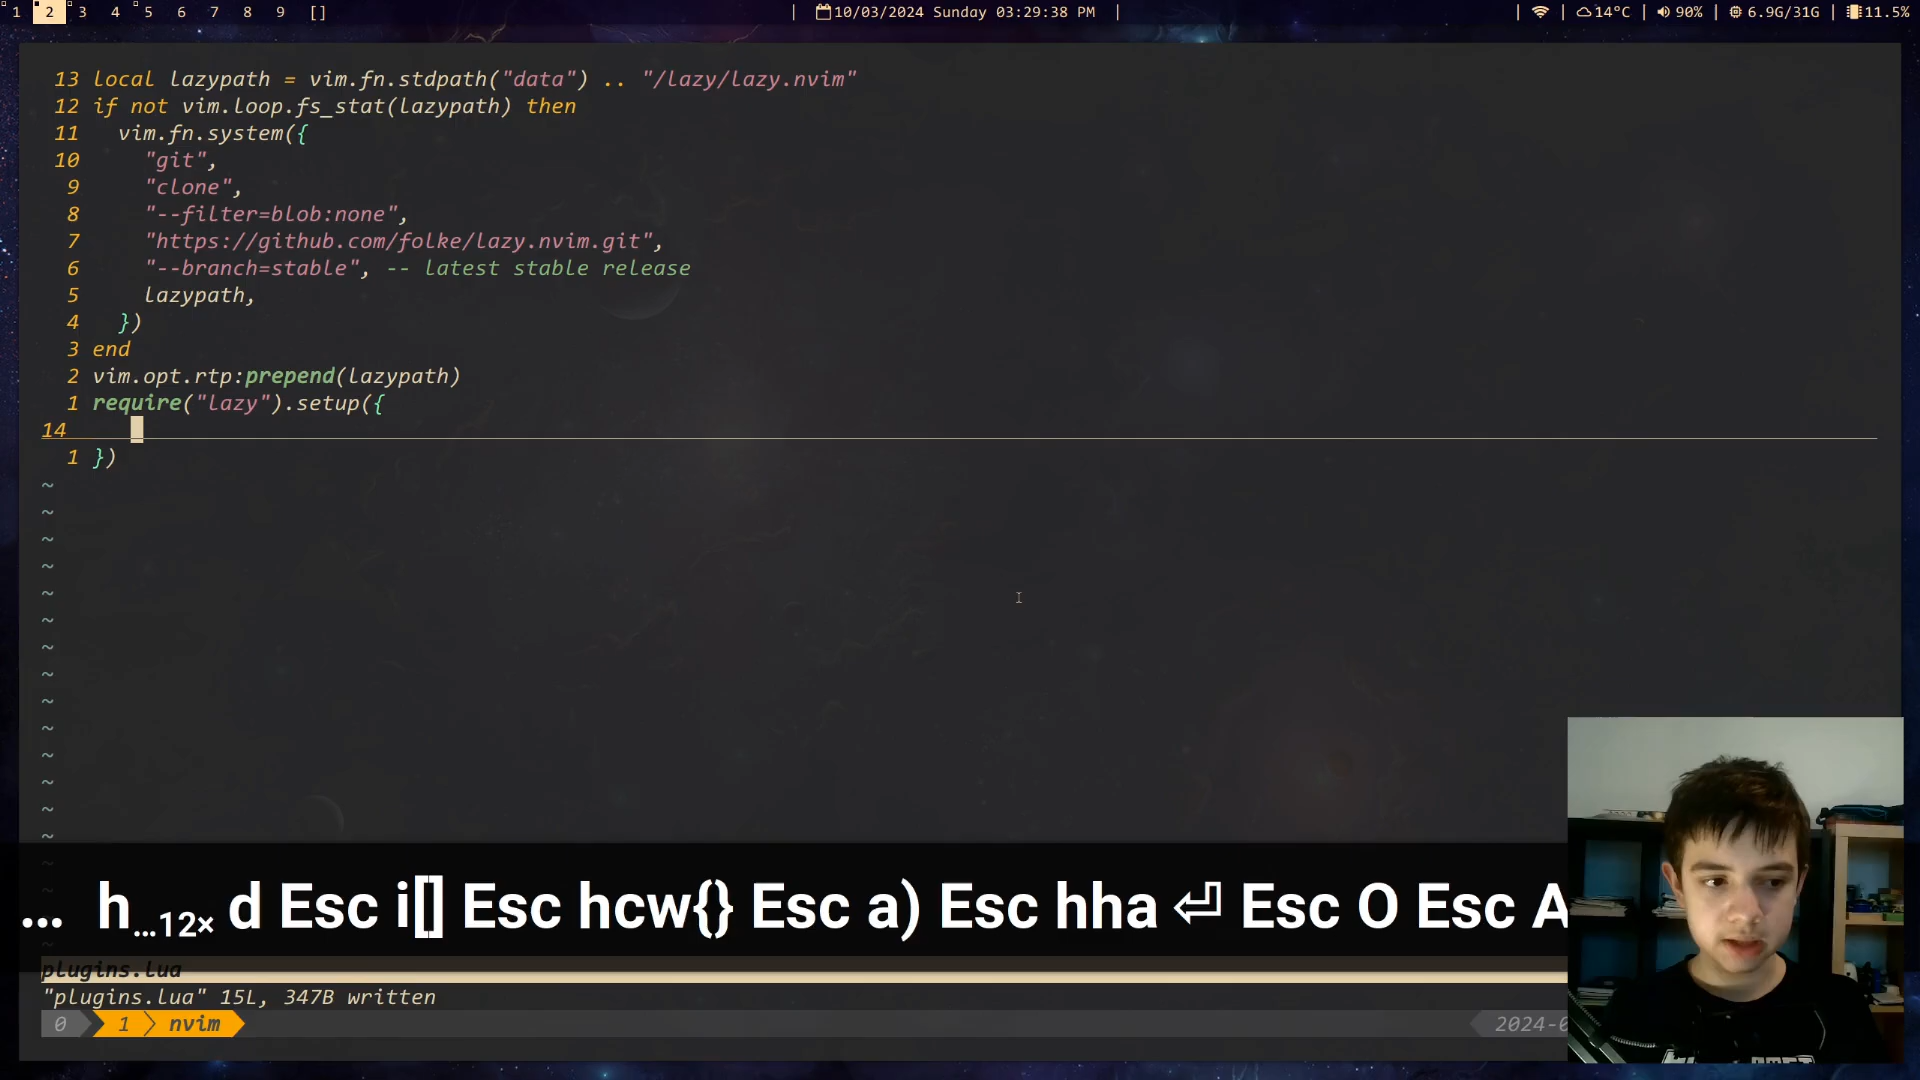 1 2 3 4 5 6 7 8 9 []
| 10/03/2024 Sunday 03:29:38 PM |
| | 14°C | 90% | 6.9G/31G | 11.5%
13 local lazypath = vim.fn.stdpath("data") .. "/lazy/lazy.nvim"
12 if not vim.loop.fs_stat(lazypath) then
11 vim.fn.system({
10 "git",
9 "clone",
8 "--filter=blob:none",
7 "https://github.com/folke/lazy.nvim.git",
6 "--branch=stable", -- latest stable release
5 lazypath,
4 })
3 end
2 vim.opt.rtp:prepend(lazypath)
1 require("lazy").setup({
14
1 })
~
~
~
~
~
~
~
~
~
~
~
~
~
~
... h...12× d Esc i[] Esc hcw{} Esc a) Esc hha ⏎ Esc O Esc A
plugins.lua
"plugins.lua" 15L, 347B written
0 1 nvim 2024-0